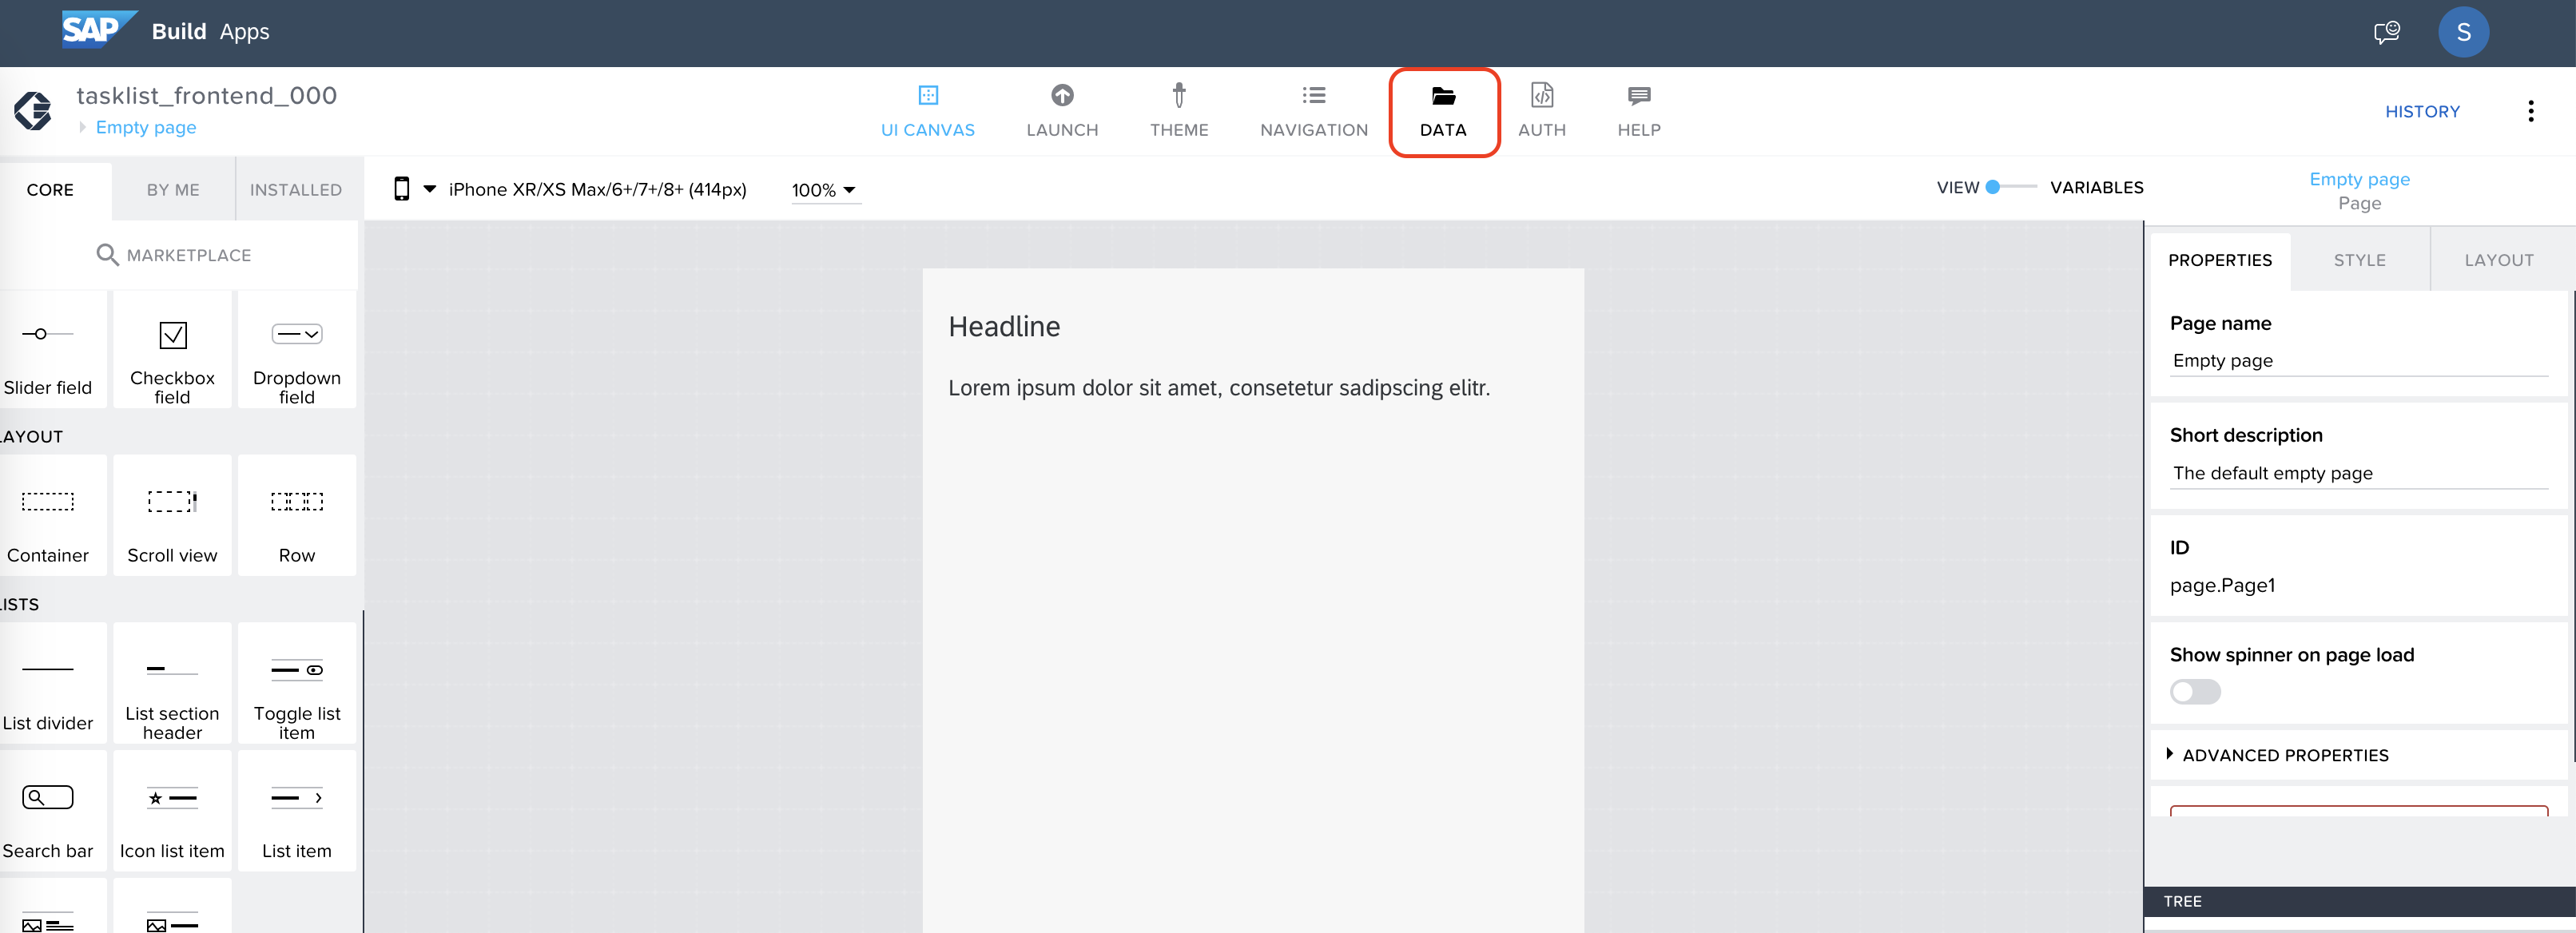 SAP Build Apps
S
tasklist_frontend_000
Empty page
UI CANVAS
LAUNCH
THEME
NAVIGATION
DATA
AUTH
HELP
HISTORY
CORE
BY ME
INSTALLED
iPhone XR/XS Max/6+/7+/8+ (414px)
100%
VIEW
VARIABLES
Empty page
Page
MARKETPLACE
PROPERTIES
STYLE
LAYOUT
Slider field
Checkbox
field
Dropdown
field
LAYOUT
Container
Scroll view
Row
LISTS
List divider
List section
header
Toggle list
item
Search bar
Icon list item
List item
Headline
Lorem ipsum dolor sit amet, consetetur sadipscing elitr.
Page name
Empty page
Short description
The default empty page
ID
page.Page1
Show spinner on page load
ADVANCED PROPERTIES
TREE